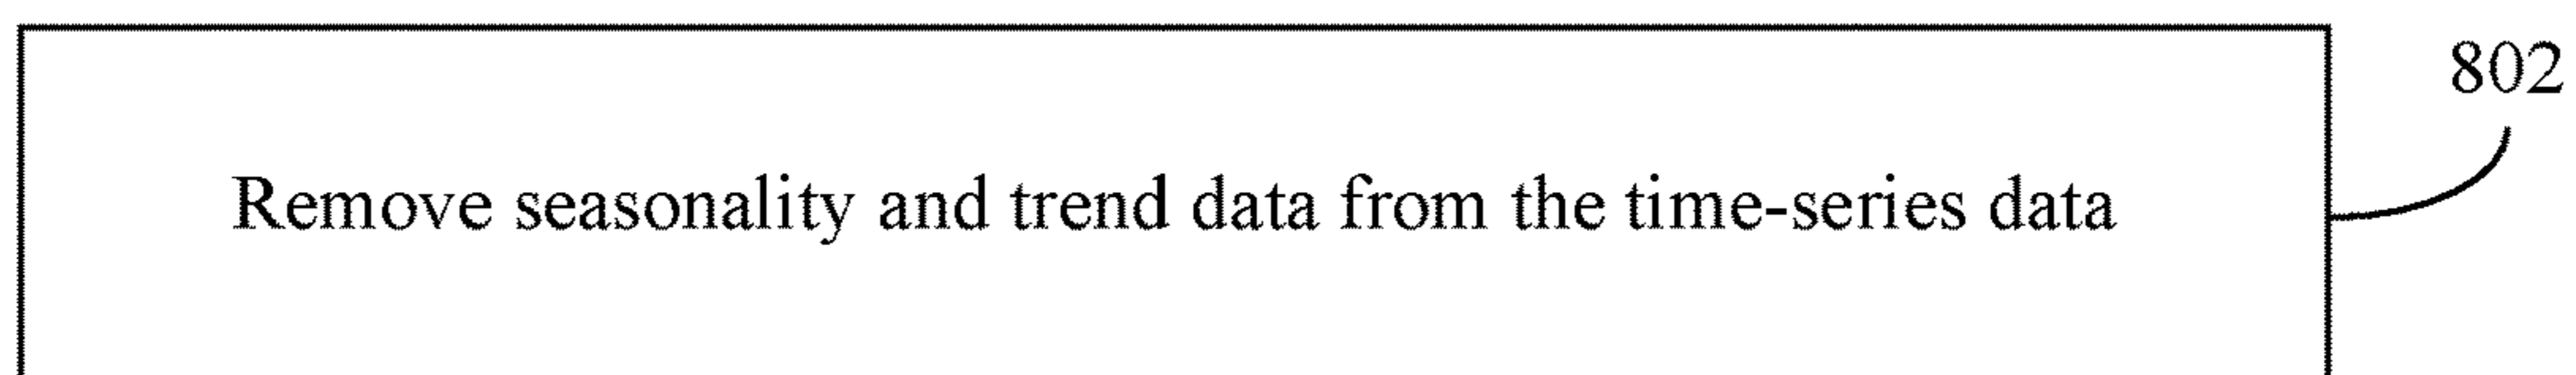 802
Remove seasonality and trend data from the time-series data